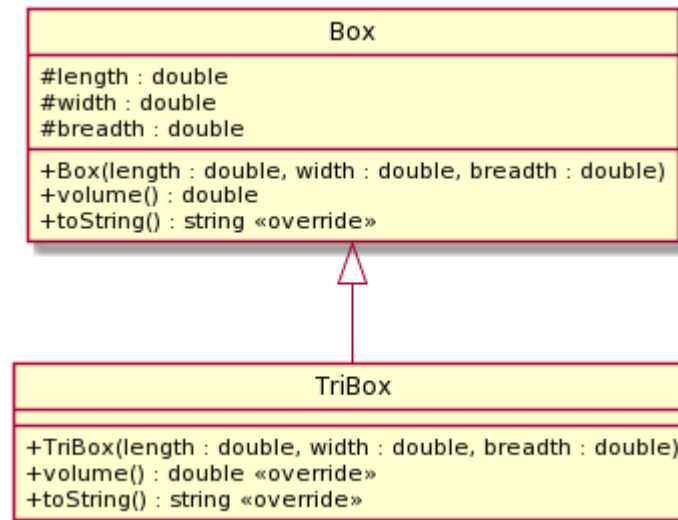 Box
#length : double
#width : double
#breadth : double
+Box(length : double, width : double, breadth : double)
+volume() : double
+toString() : string «override»
TriBox
+TriBox(length : double, width : double, breadth : double)
+volume() : double «override»
+toString() : string «override»